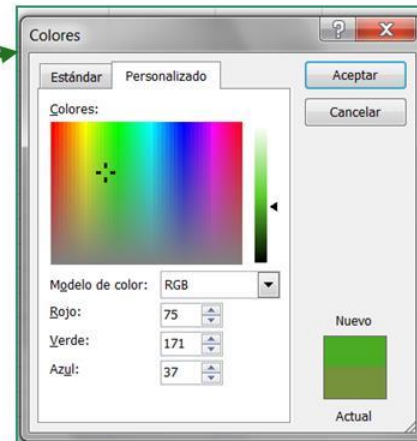 Colores
Estándar
Personalizado
Aceptar
Cancelar
Colores:
Modelo de color: RGB
Rojo: 75
Verde: 171
Azul: 37
Nuevo
Actual